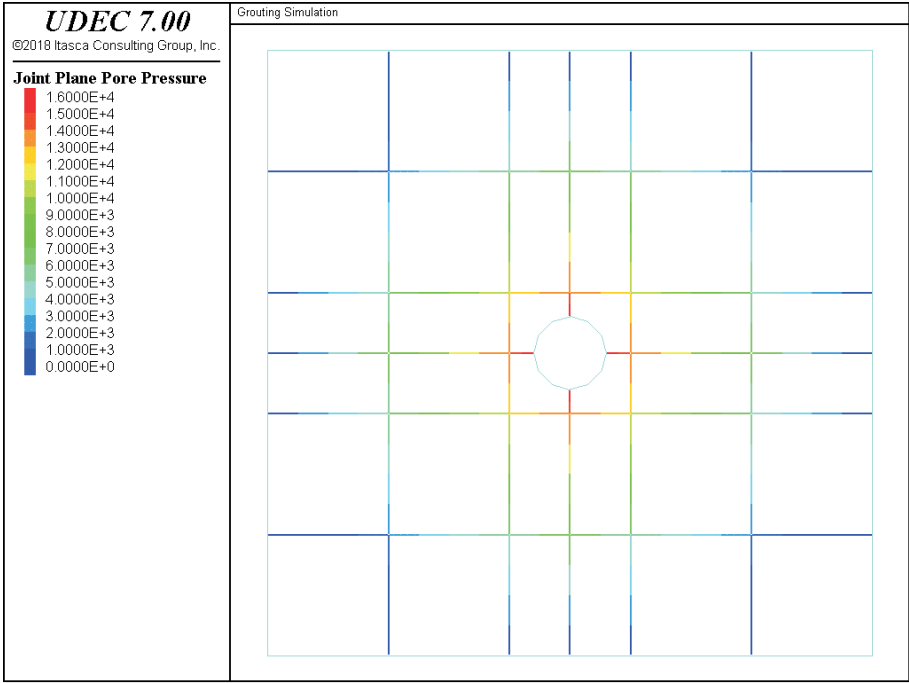 UDEC 7.00
©2018 Itasca Consulting Group, Inc.
Joint Plane Pore Pressure
1.6000E+4
1.5000E+4
1.4000E+4
1.3000E+4
1.2000E+4
1.1000E+4
1.0000E+4
9.0000E+3
8.0000E+3
7.0000E+3
6.0000E+3
5.0000E+3
4.0000E+3
3.0000E+3
2.0000E+3
1.0000E+3
0.0000E+0
Grouting Simulation